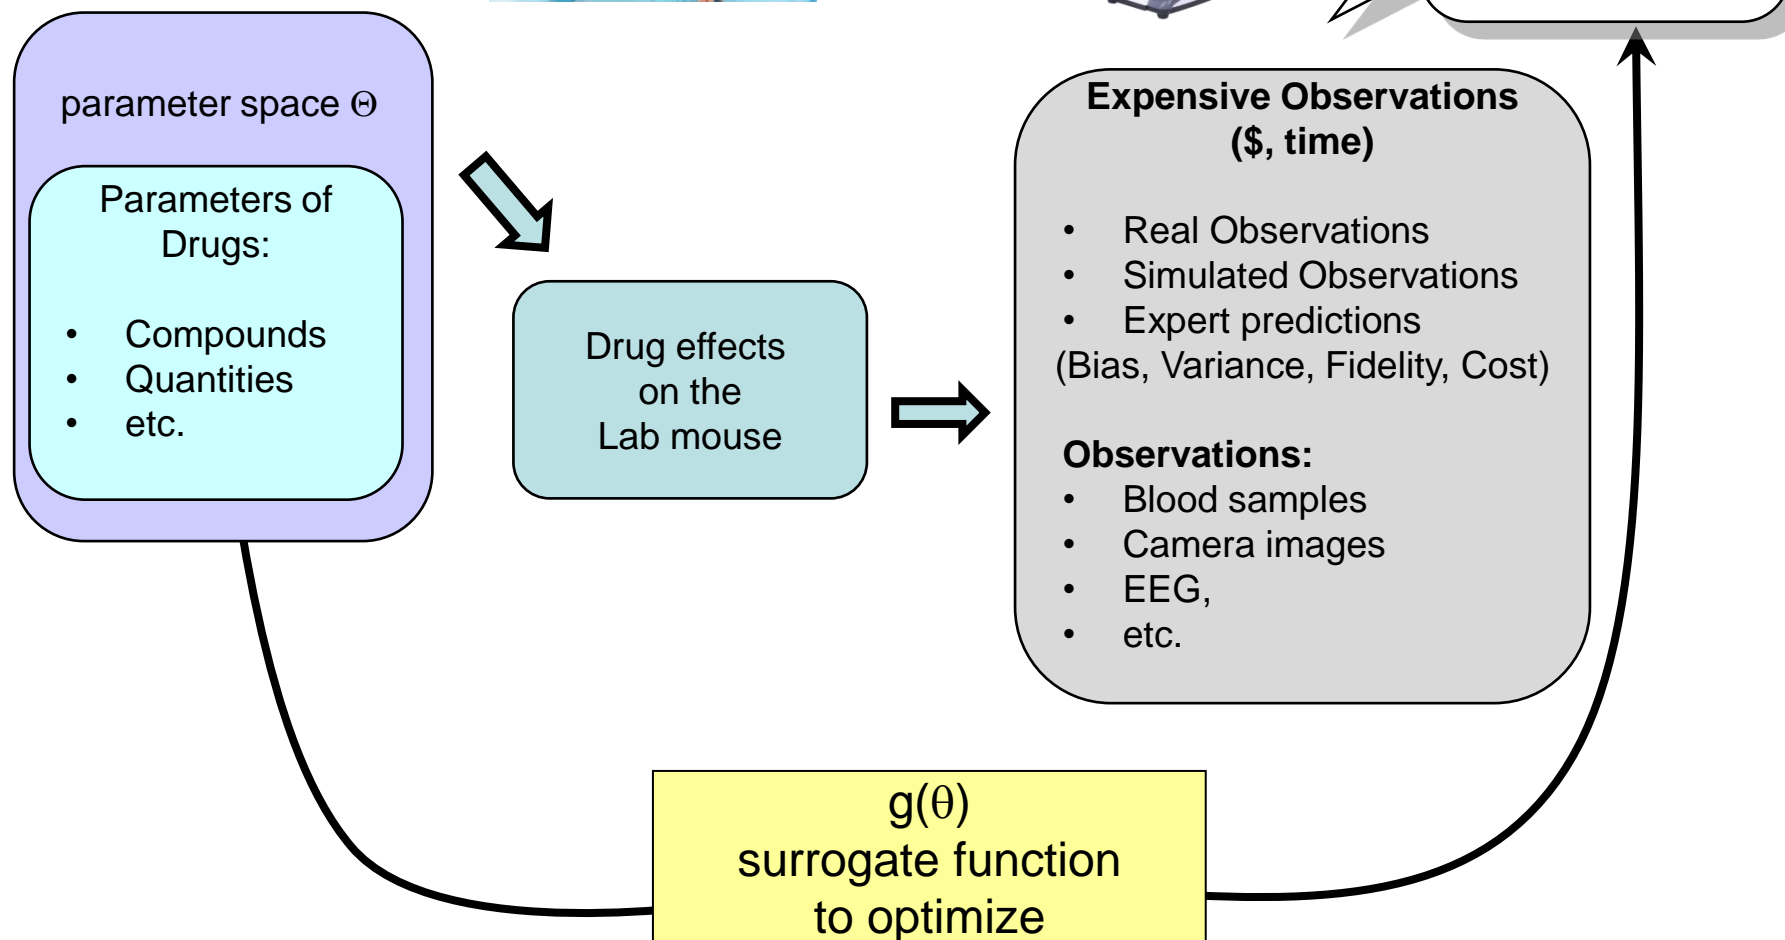 parameter space Θ
Parameters of
Drugs:
• Compounds
• Quantities
• etc.
Drug effects
on the
Lab mouse
Expensive Observations
($, time)
• Real Observations
• Simulated Observations
• Expert predictions
(Bias, Variance, Fidelity, Cost)
Observations:
• Blood samples
• Camera images
• EEG,
• etc.
g(θ)
surrogate function
to optimize